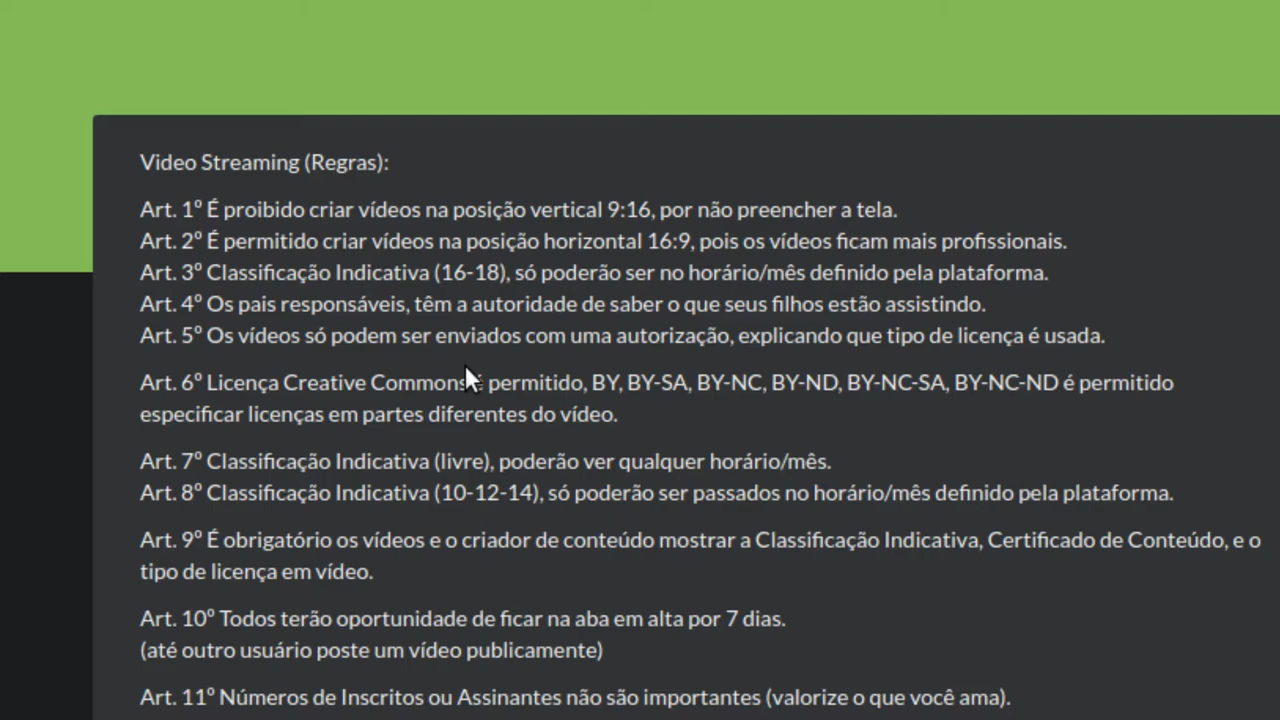 Video Streaming (Regras):
Art. 1º É proibido criar vídeos na posição vertical 9:16, por não preencher a tela.
Art. 2º É permitido criar vídeos na posição horizontal 16:9, pois os vídeos ficam mais profissionais.
Art. 3º Classificação Indicativa (16-18), só poderão ser no horário/mês definido pela plataforma.
Art. 4º Os pais responsáveis, têm a autoridade de saber o que seus filhos estão assistindo.
Art. 5º Os vídeos só podem ser enviados com uma autorização, explicando que tipo de licença é usada.
Art. 6º Licença Creative Commons é permitido, BY, BY-SA, BY-NC, BY-ND, BY-NC-SA, BY-NC-ND é permitido
especificar licenças em partes diferentes do vídeo.
Art. 7º Classificação Indicativa (livre), poderão ver qualquer horário/mês.
Art. 8º Classificação Indicativa (10-12-14), só poderão ser passados no horário/mês definido pela plataforma.
Art. 9º É obrigatório os vídeos e o criador de conteúdo mostrar a Classificação Indicativa, Certificado de Conteúdo, e o
tipo de licença em vídeo.
Art. 10º Todos terão oportunidade de ficar na aba em alta por 7 dias.
(até outro usuário poste um vídeo publicamente)
Art. 11º Números de Inscritos ou Assinantes não são importantes (valorize o que você ama).